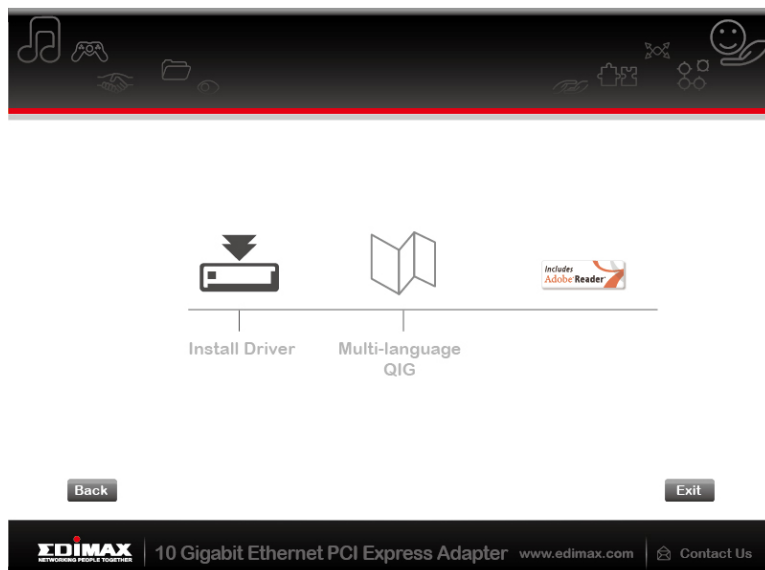 Includes
Adobe Reader
Install Driver
Multi-language
QIG
Back
Exit
EDIMAX
NETWORKING PEOPLE TOGETHER
10 Gigabit Ethernet PCI Express Adapter
www.edimax.com
Contact Us